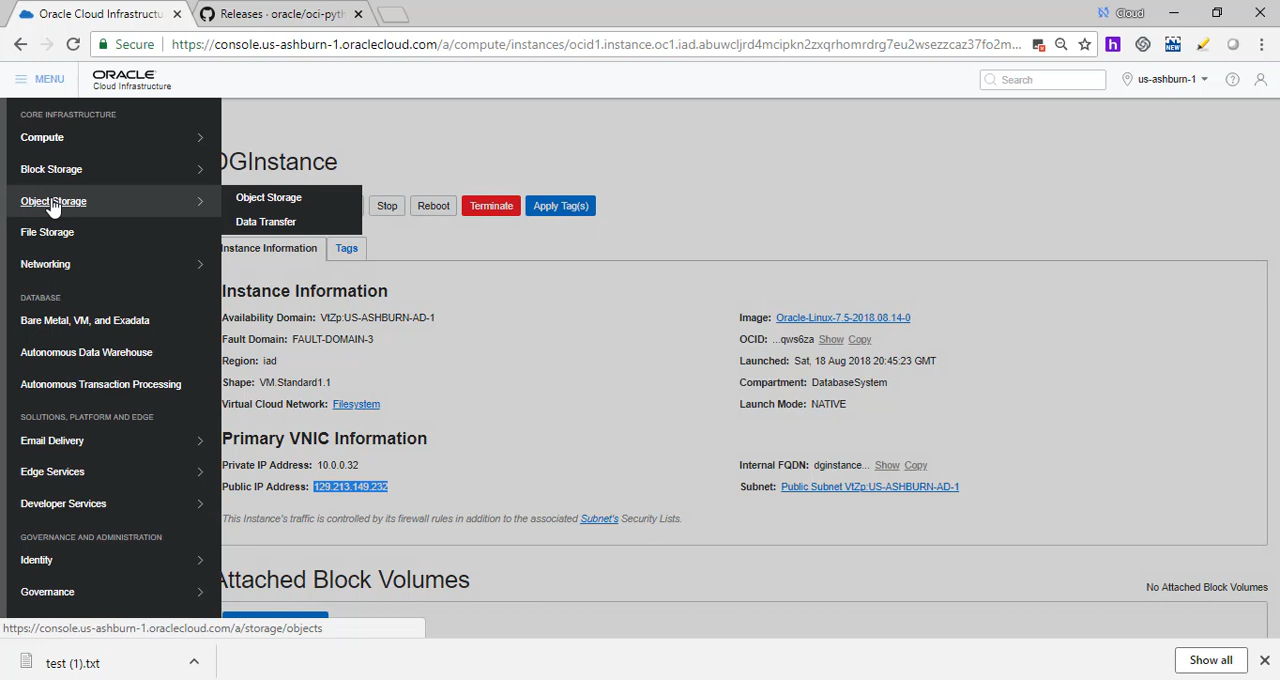 Oracle Cloud Infrastructu
Releases · oracle/oci-pyth
Cloud
Secure
https://console.us-ashburn-1.oraclecloud.com/a/compute/instances/ocid1.instance.oc1.iad.abuwcljrd4mcipkn2zxqrhomrdrg7eu2wsezzcaz37fo2m...
NEW
MENU
ORACLE
Cloud Infrastructure
Search
us-ashburn-1
CORE INFRASTRUCTURE
Compute
Block Storage
Object Storage
File Storage
Networking
DATABASE
Bare Metal, VM, and Exadata
Autonomous Data Warehouse
Autonomous Transaction Processing
SOLUTIONS, PLATFORM AND EDGE
Email Delivery
Edge Services
Developer Services
GOVERNANCE AND ADMINISTRATION
Identity
Governance
Object Storage
Data Transfer
DGInstance
Stop
Reboot
Terminate
Apply Tag(s)
Instance Information
Tags
Instance Information
Availability Domain: VtZp:US-ASHBURN-AD-1
Fault Domain: FAULT-DOMAIN-3
Region: iad
Shape: VM.Standard1.1
Virtual Cloud Network: Filesystem
Image: Oracle-Linux-7.5-2018.08.14-0
OCID: ...qws6za Show Copy
Launched: Sat, 18 Aug 2018 20:45:23 GMT
Compartment: DatabaseSystem
Launch Mode: NATIVE
Primary VNIC Information
Private IP Address: 10.0.0.32
Public IP Address: 129.213.149.232
Internal FQDN: dginstance... Show Copy
Subnet: Public Subnet VtZp:US-ASHBURN-AD-1
This Instance's traffic is controlled by its firewall rules in addition to the associated Subnet's Security Lists.
Attached Block Volumes
No Attached Block Volumes
https://console.us-ashburn-1.oraclecloud.com/a/storage/objects
test (1).txt
Show all